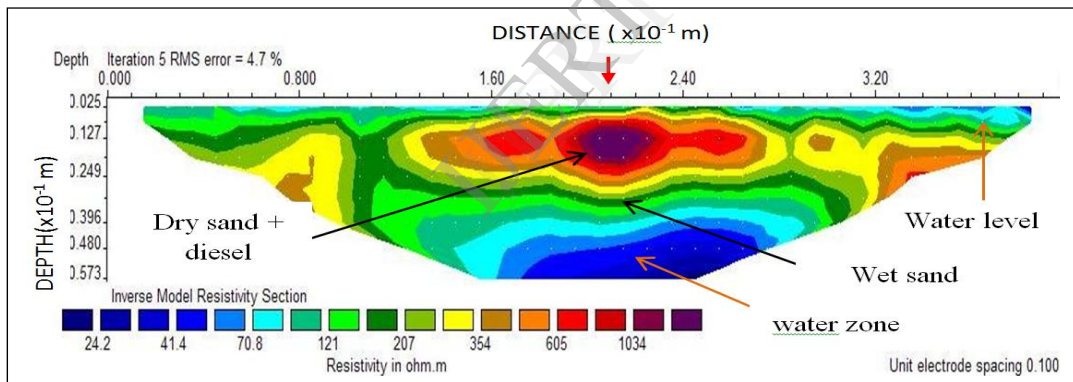 DISTANCE ( x10⁻¹ m)
Depth Iteration 5 RMS error = 4.7 %
0.000 0.800 1.60 2.40 3.20
0.025
0.127
0.249
0.396
0.480
0.573
DEPTH(x10⁻¹ m)
Dry sand +
diesel
Water level
Wet sand
water zone
Inverse Model Resistivity Section
24.2 41.4 70.8 121 207 354 605 1034
Resistivity in ohm.m
Unit electrode spacing 0.100
IJERT